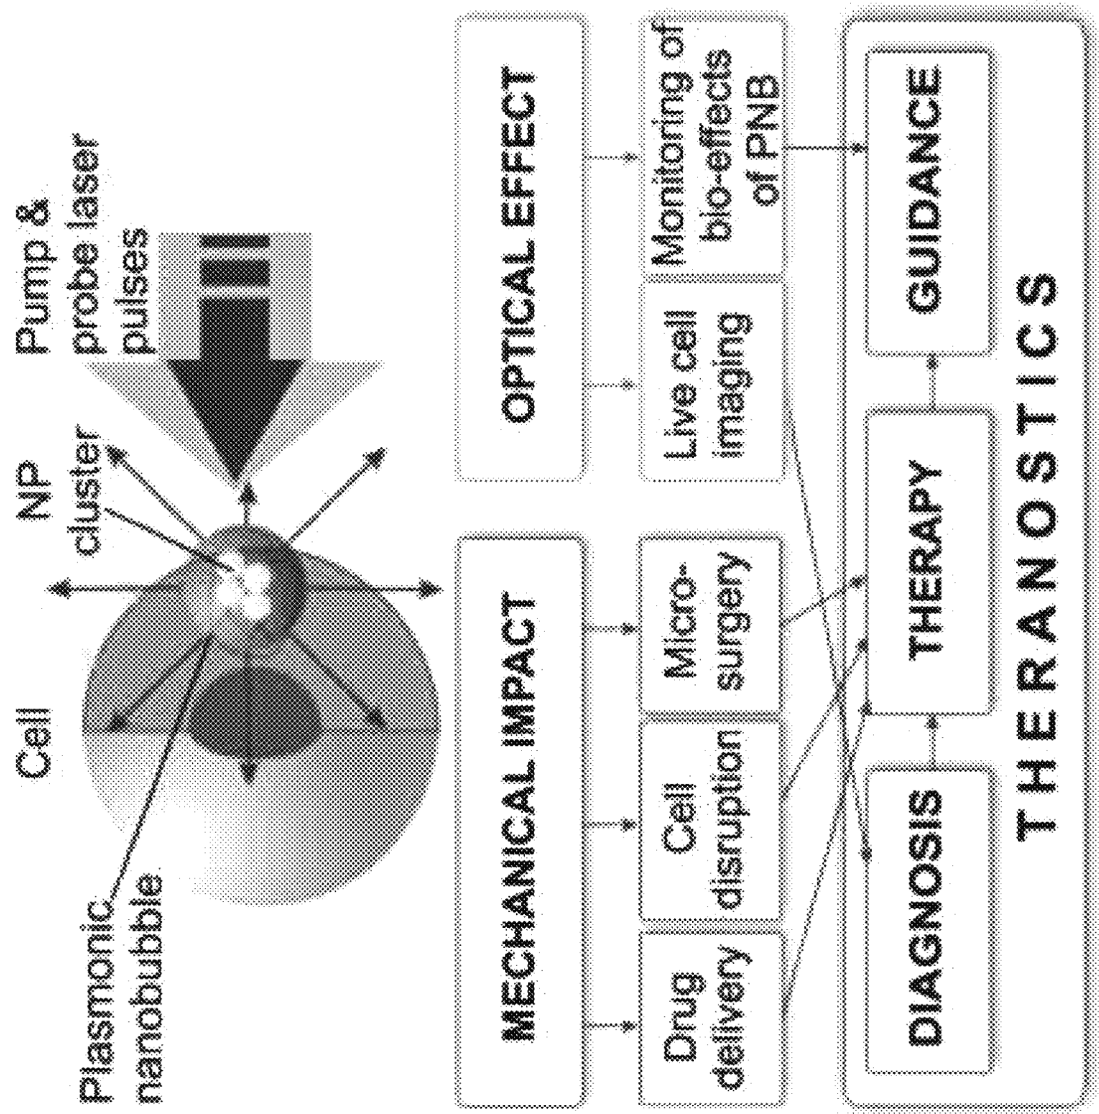 Plasmonic
nanobubble
Cell
NP
cluster
Pump &
probe laser
pulses
MECHANICAL IMPACT
OPTICAL EFFECT
Drug
delivery
Cell
disruption
Micro-
surgery
Live cell
imaging
Monitoring of
bio-effects
of PNB
DIAGNOSIS
THERAPY
GUIDANCE
THERANOSTICS